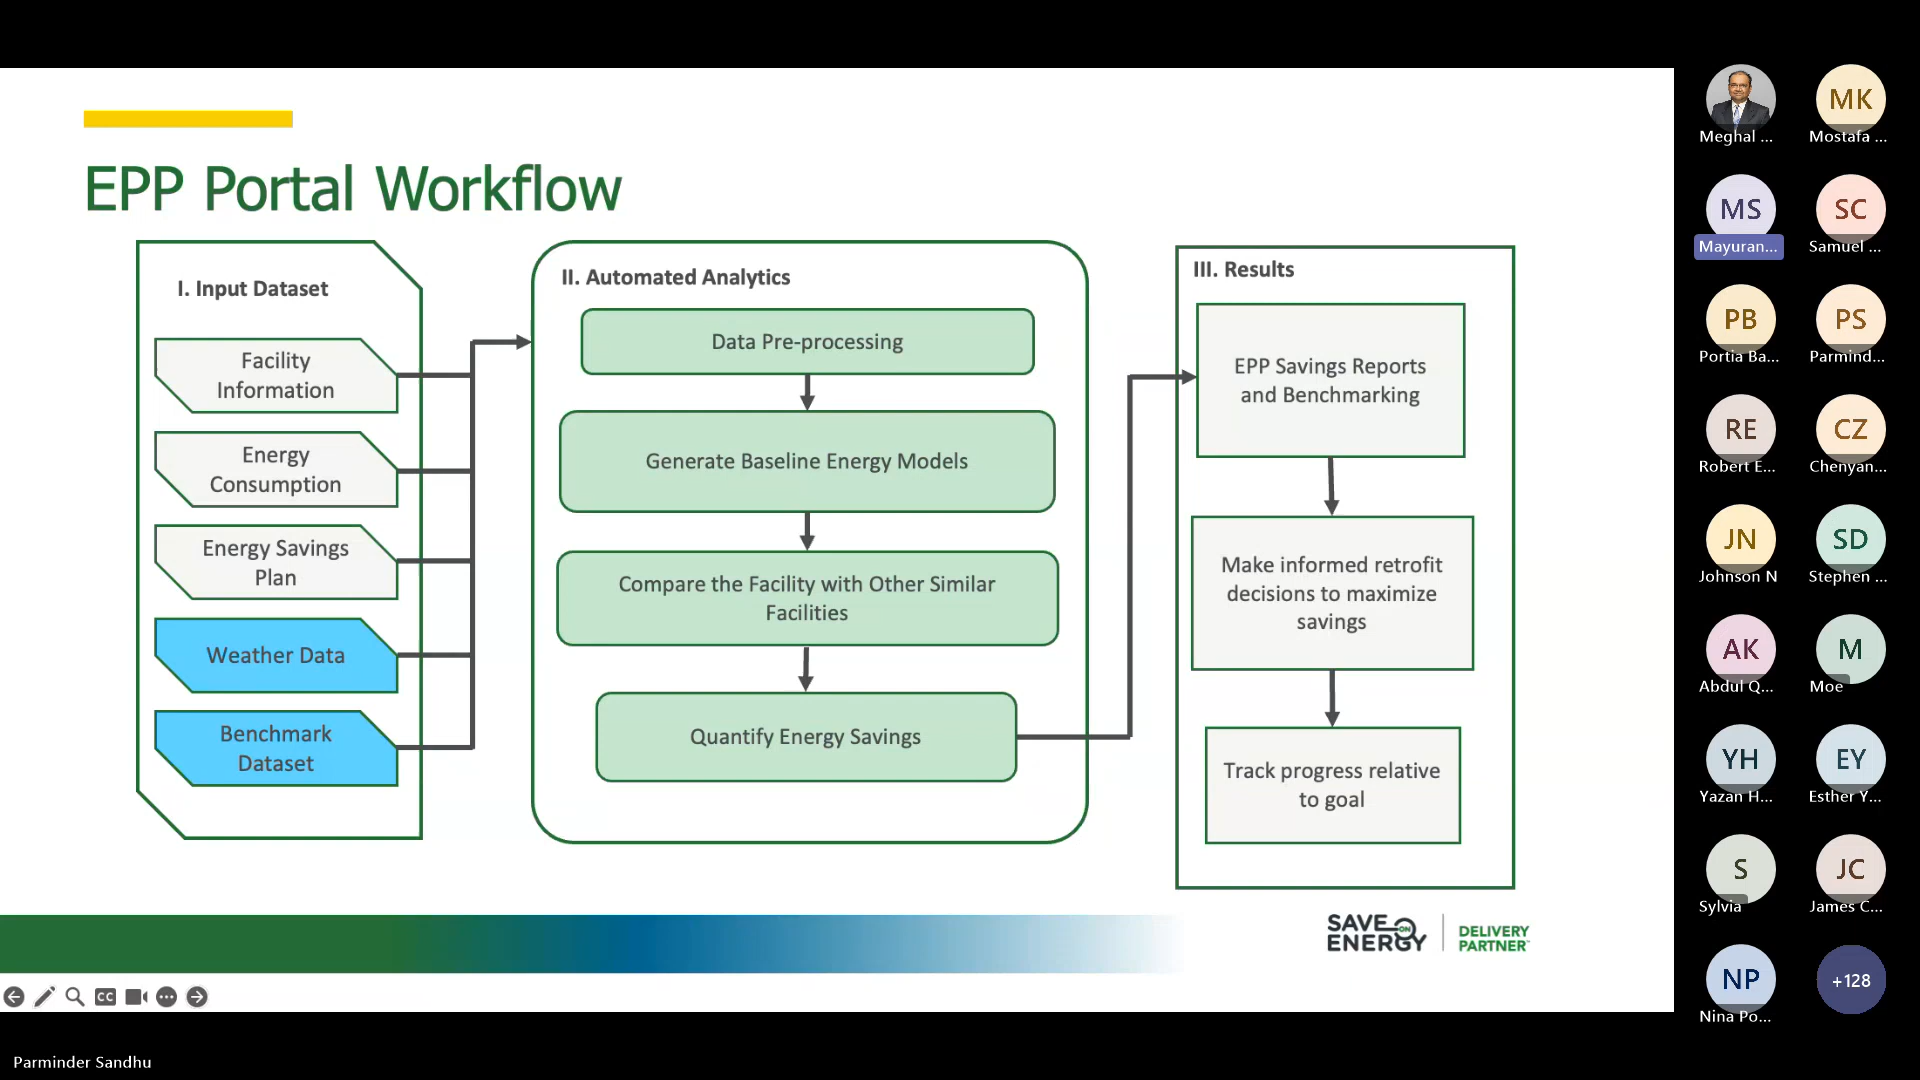 EPP Portal Workflow
I. Input Dataset
Facility
Information
Energy
Consumption
Energy Savings
Plan
Weather Data
Benchmark
Dataset
II. Automated Analytics
Data Pre-processing
Generate Baseline Energy Models
Compare the Facility with Other Similar
Facilities
Quantify Energy Savings
III. Results
EPP Savings Reports
and Benchmarking
Make informed retrofit
decisions to maximize
savings
Track progress relative
to goal
SAVE ON
ENERGY
DELIVERY
PARTNER™
CC
Parminder Sandhu
Meghal ...
MK
Mostafa ...
MS
Mayuran...
SC
Samuel ...
PB
Portia Ba...
PS
Parmind...
RE
Robert E...
CZ
Chenyan...
JN
Johnson N
SD
Stephen ...
AK
Abdul Q...
M
Moe
YH
Yazan H...
EY
Esther Y...
S
Sylvia
JC
James C...
NP
Nina Po...
+128